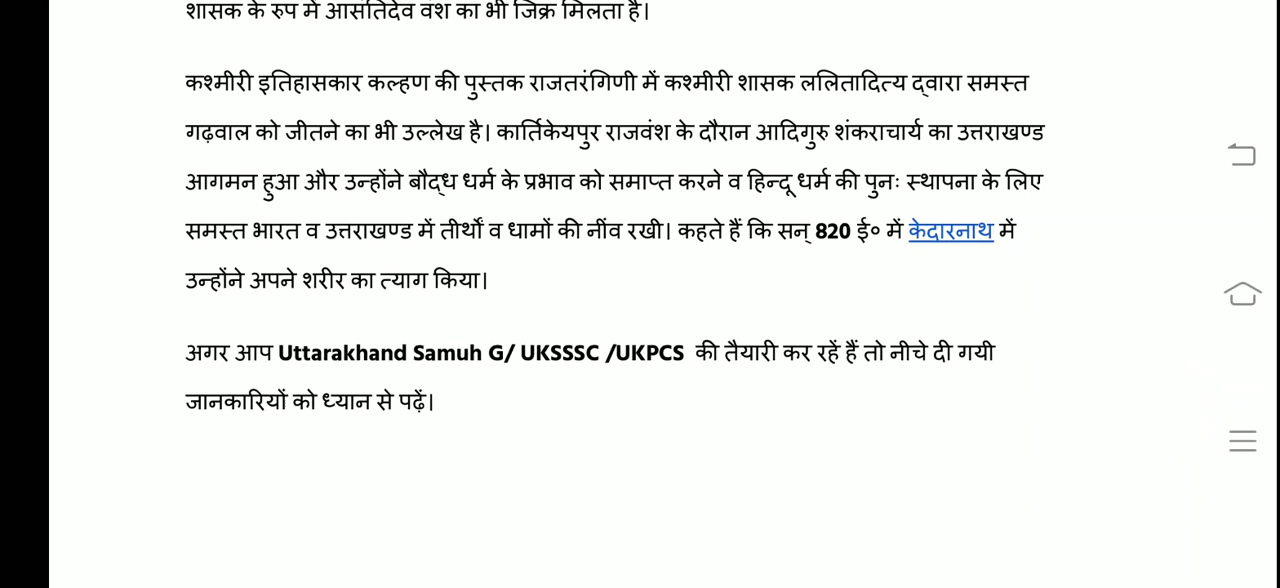 शासक के रुप में आसंतिदेव वंश का भी जिक्र मिलता है।
कश्मीरी इतिहासकार कल्हण की पुस्तक राजतरंगिणी में कश्मीरी शासक ललितादित्य द्वारा समस्त
गढ़वाल को जीतने का भी उल्लेख है। कार्तिकेयपुर राजवंश के दौरान आदिगुरु शंकराचार्य का उत्तराखण्ड
आगमन हुआ और उन्होंने बौद्ध धर्म के प्रभाव को समाप्त करने व हिन्दू धर्म की पुनः स्थापना के लिए
समस्त भारत व उत्तराखण्ड में तीर्थों व धामों की नींव रखी। कहते हैं कि सन् 820 ई० में केदारनाथ में
उन्होंने अपने शरीर का त्याग किया।
अगर आप Uttarakhand Samuh G/ UKSSSC /UKPCS की तैयारी कर रहें हैं तो नीचे दी गयी
जानकारियों को ध्यान से पढ़ें।